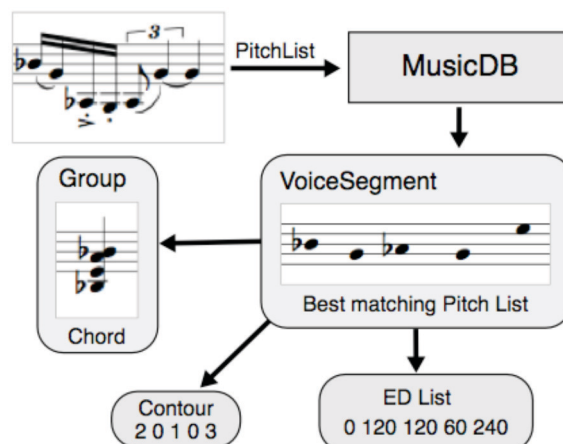 3
PitchList
MusicDB
Group
Chord
VoiceSegment
Best matching Pitch List
Contour
2 0 1 0 3
ED List
0 120 120 60 240